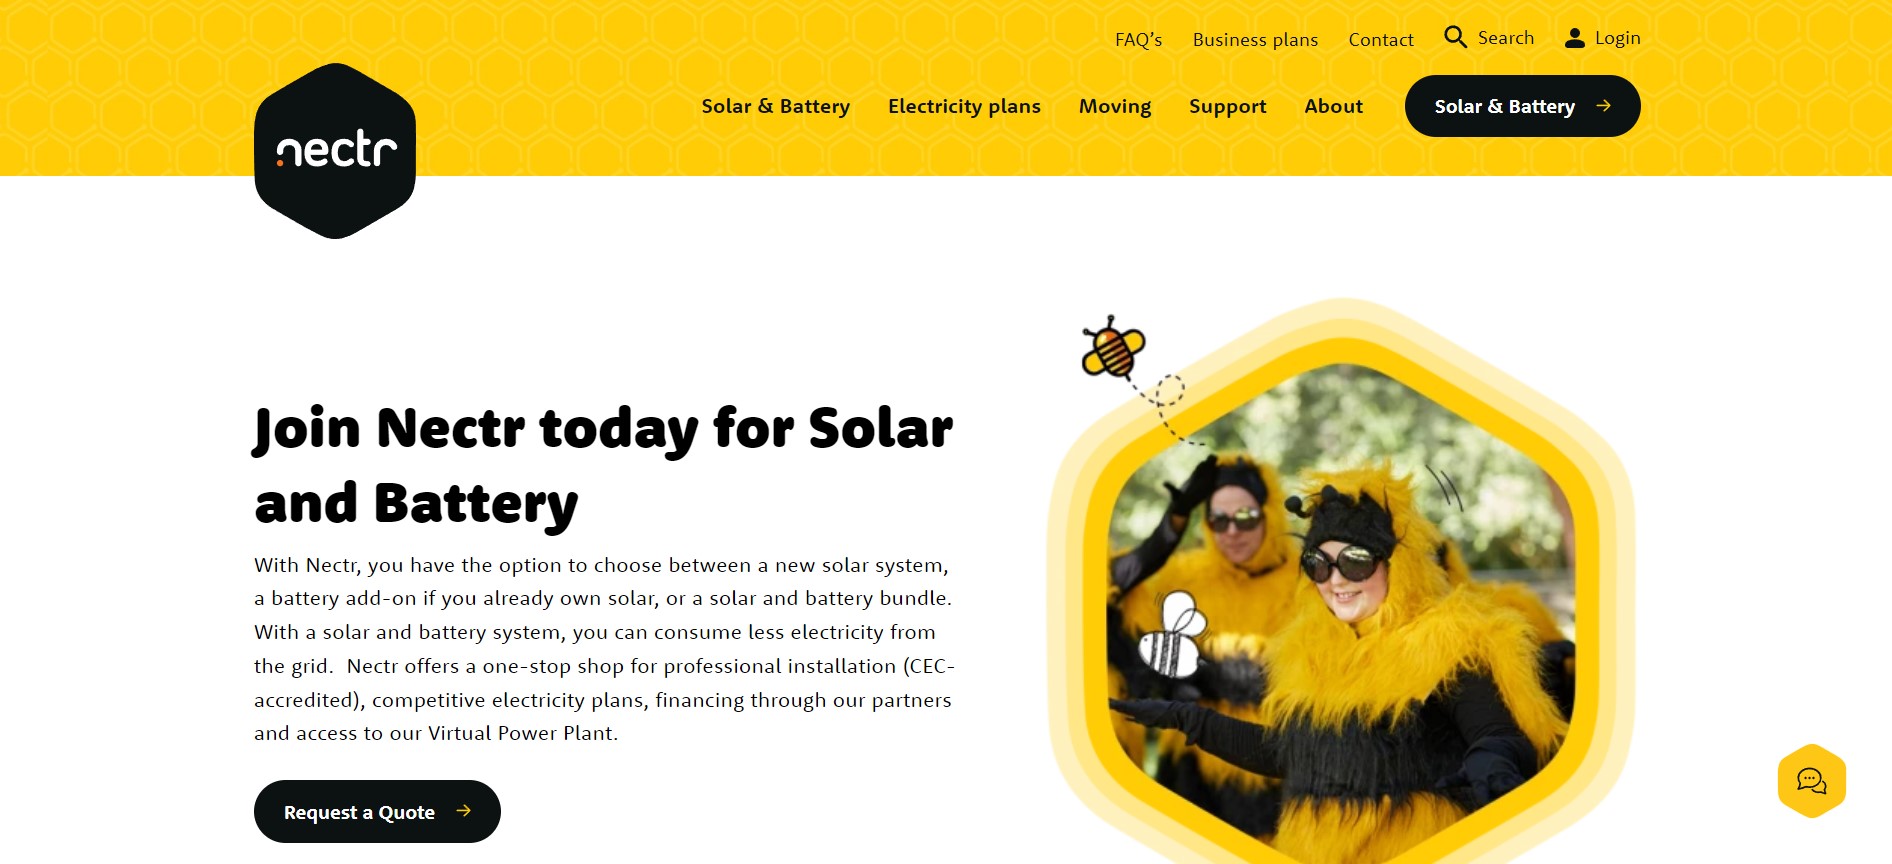 FAQ’s Business plans Contact Search Login
Solar & Battery Electricity plans Moving Support About Solar & Battery
nectr
Join Nectr today for Solar
and Battery
With Nectr, you have the option to choose between a new solar system,
a battery add-on if you already own solar, or a solar and battery bundle.
With a solar and battery system, you can consume less electricity from
the grid.  Nectr offers a one-stop shop for professional installation (CEC-
accredited), competitive electricity plans, financing through our partners
and access to our Virtual Power Plant.
Request a Quote